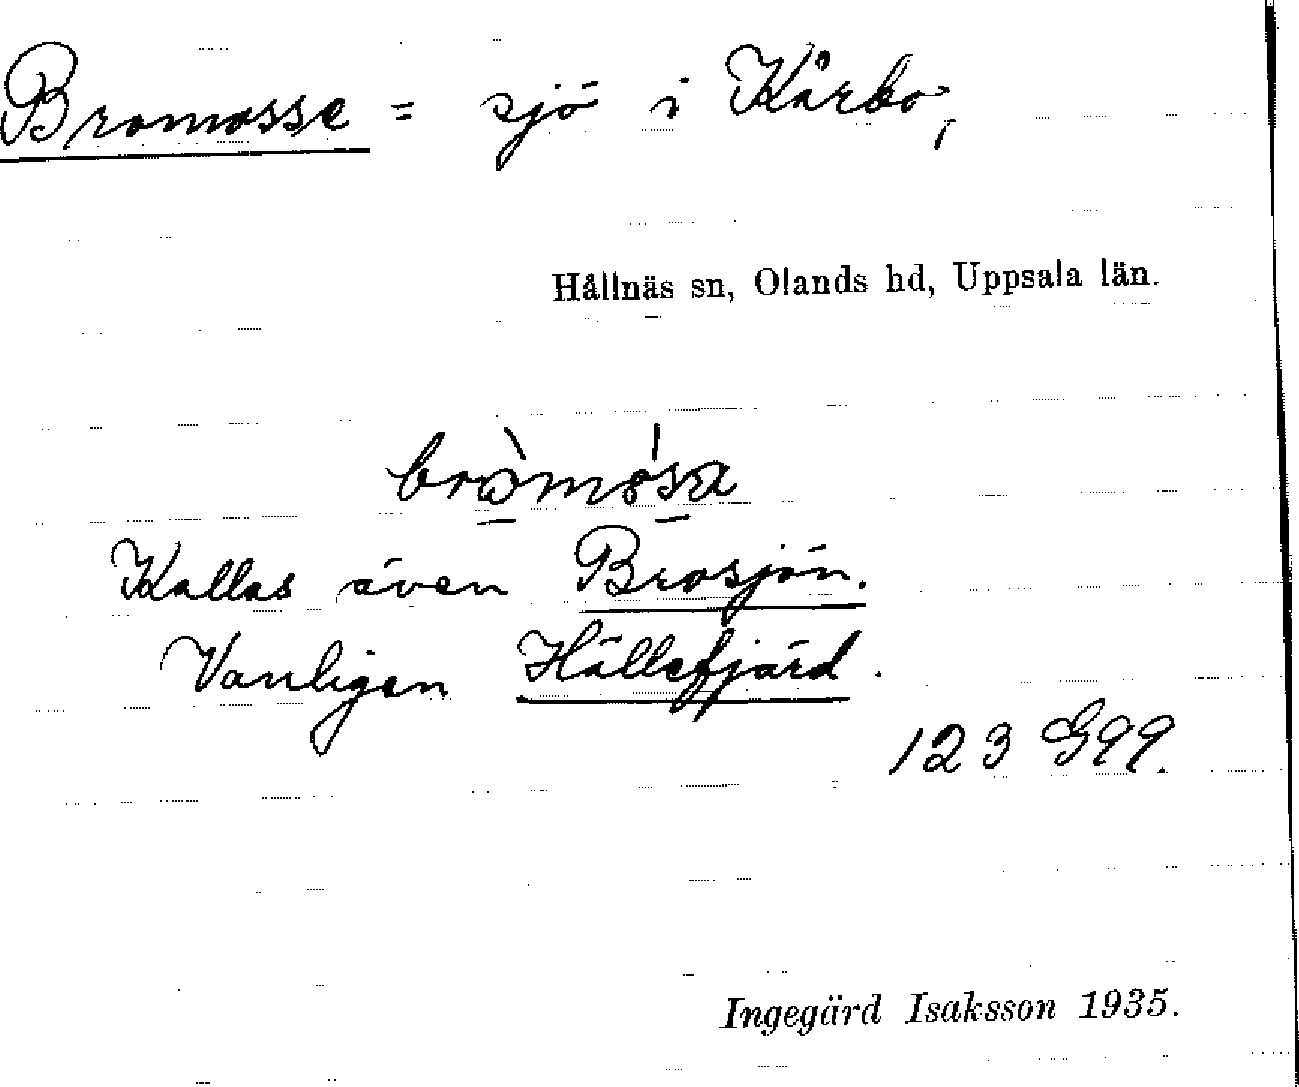 Bromosse = sjö i Kårbo,
Hållnäs sn, Olands hd, Uppsala län.
Kallas även Brosjön.
Vanligen Hällefjärd.
123 G99.
Ingegärd Isaksson 1935.